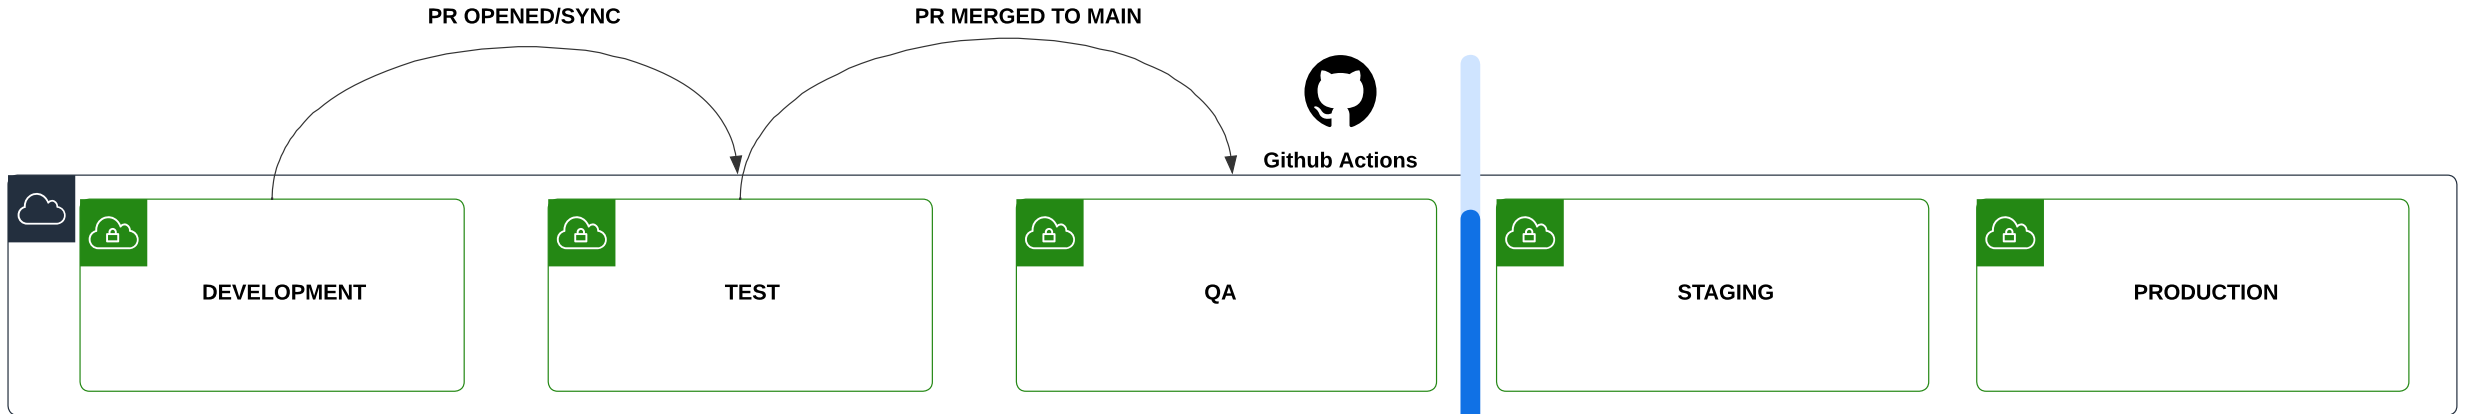 PR OPENED/SYNC
PR MERGED TO MAIN
Github Actions
DEVELOPMENT
TEST
QA
STAGING
PRODUCTION